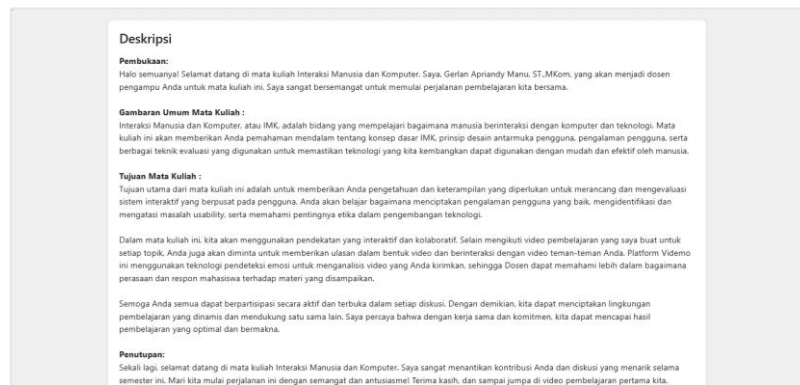 Deskripsi
Pembukaan:
Halo semuanya! Selamat datang di mata kuliah Interaksi Manusia dan Komputer. Saya, Gerlan Apriandy Manu, ST.,MKom, yang akan menjadi dosen
pengampu Anda untuk mata kuliah ini. Saya sangat bersemangat untuk memulai perjalanan pembelajaran kita bersama.
Gambaran Umum Mata Kuliah :
Interaksi Manusia dan Komputer, atau IMK, adalah bidang yang mempelajari bagaimana manusia berinteraksi dengan komputer dan teknologi. Mata
kuliah ini akan memberikan Anda pemahaman mendalam tentang konsep dasar IMK, prinsip desain antarmuka pengguna, pengalaman pengguna, serta
berbagai teknik evaluasi yang digunakan untuk memastikan teknologi yang kita kembangkan dapat digunakan dengan mudah dan efektif oleh manusia.
Tujuan Mata Kuliah :
Tujuan utama dari mata kuliah ini adalah untuk memberikan Anda pengetahuan dan keterampilan yang diperlukan untuk merancang dan mengevaluasi
sistem interaktif yang berpusat pada pengguna. Anda akan belajar bagaimana menciptakan pengalaman pengguna yang baik, mengidentifikasi dan
mengatasi masalah usability, serta memahami pentingnya etika dalam pengembangan teknologi.
Dalam mata kuliah ini, kita akan menggunakan pendekatan yang interaktif dan kolaboratif. Selain mengikuti video pembelajaran yang saya buat untuk
setiap topik, Anda juga akan diminta untuk memberikan ulasan dalam bentuk video dan berinteraksi dengan video teman-teman Anda. Platform Videmo
ini menggunakan teknologi pendeteksi emosi untuk menganalisis video yang Anda kirimkan, sehingga Dosen dapat memahami lebih dalam bagaimana
perasaan dan respon mahasiswa terhadap materi yang disampaikan.
Semoga Anda semua dapat berpartisipasi secara aktif dan terbuka dalam setiap diskusi. Dengan demikian, kita dapat menciptakan lingkungan
pembelajaran yang dinamis dan mendukung satu sama lain. Saya percaya bahwa dengan kerja sama dan komitmen, kita dapat mencapai hasil
pembelajaran yang optimal dan bermakna.
Penutupan:
Sekali lagi, selamat datang di mata kuliah Interaksi Manusia dan Komputer. Saya sangat menantikan kontribusi Anda dan diskusi yang menarik selama
semester ini. Mari kita mulai perjalanan ini dengan semangat dan antusiasme! Terima kasih, dan sampai jumpa di video pembelajaran pertama kita.